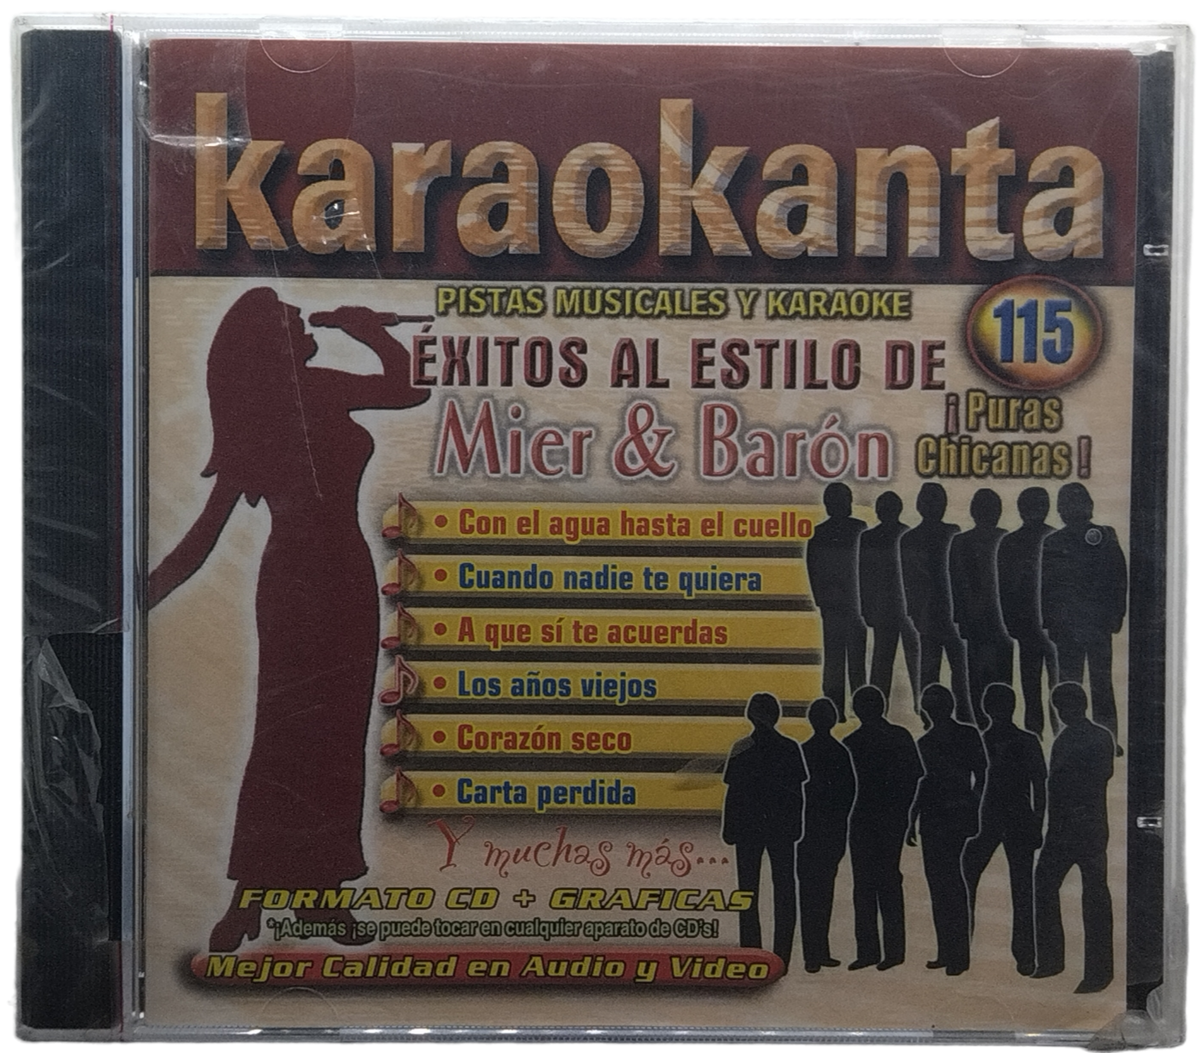 karaokanta
PISTAS MUSICALES Y KARAOKE
115
ÉXITOS AL ESTILO DE
Mier & Barón
¡Puras
Chicanas!
• Con el agua hasta el cuello
• Cuando nadie te quiera
• A que sí te acuerdas
• Los años viejos
• Corazón seco
• Carta perdida
Y muchas más...
FORMATO CD + GRAFICAS
*¡Además ¡se puede tocar en cualquier aparato de CD's!
Mejor Calidad en Audio y Video